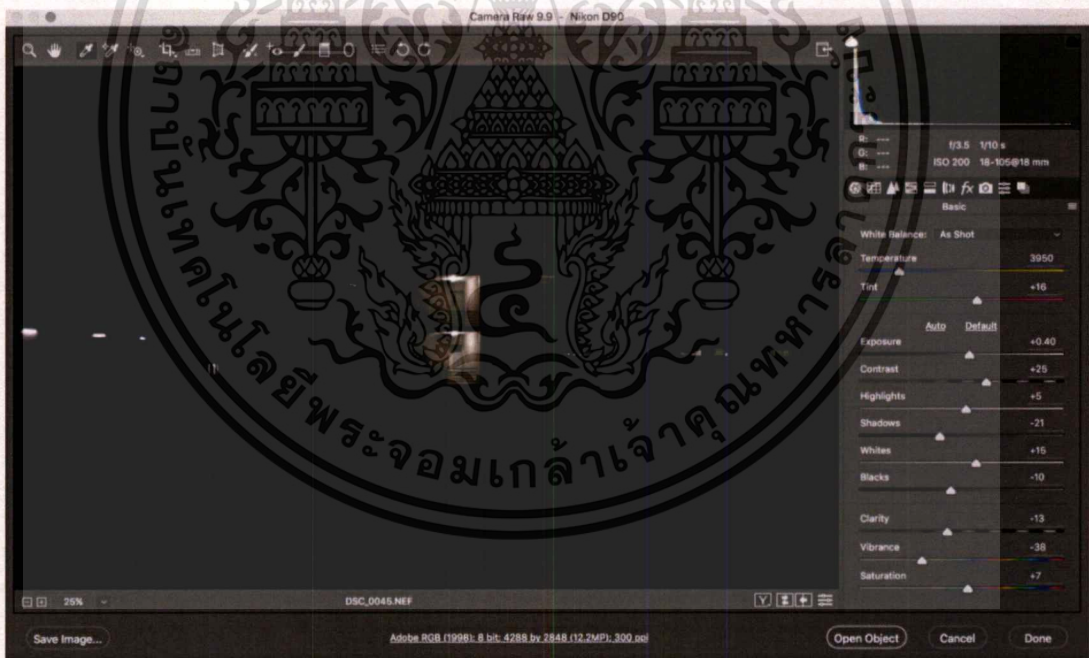 Camera Raw 9.9 - Nikon D90
R: ---
G: ---
B: ---
f/3.5 1/10 s
ISO 200 18-105@18 mm
fx
Basic
White Balance: As Shot
Temperature 3950
Tint +16
Auto Default
Exposure +0.40
Contrast +25
Highlights +5
Shadows -21
Whites +15
Blacks -10
Clarity -13
Vibrance -38
Saturation +7
25%
DSC_0045.NEF
Y
Save Image...
Adobe RGB (1998); 8 bit; 4288 by 2848 (12.2MP); 300 ppi
Open Object
Cancel
Done
สถาบันเทคโนโลยีพระจอมเกล้าเจ้าคุณทหารลาดกระบัง